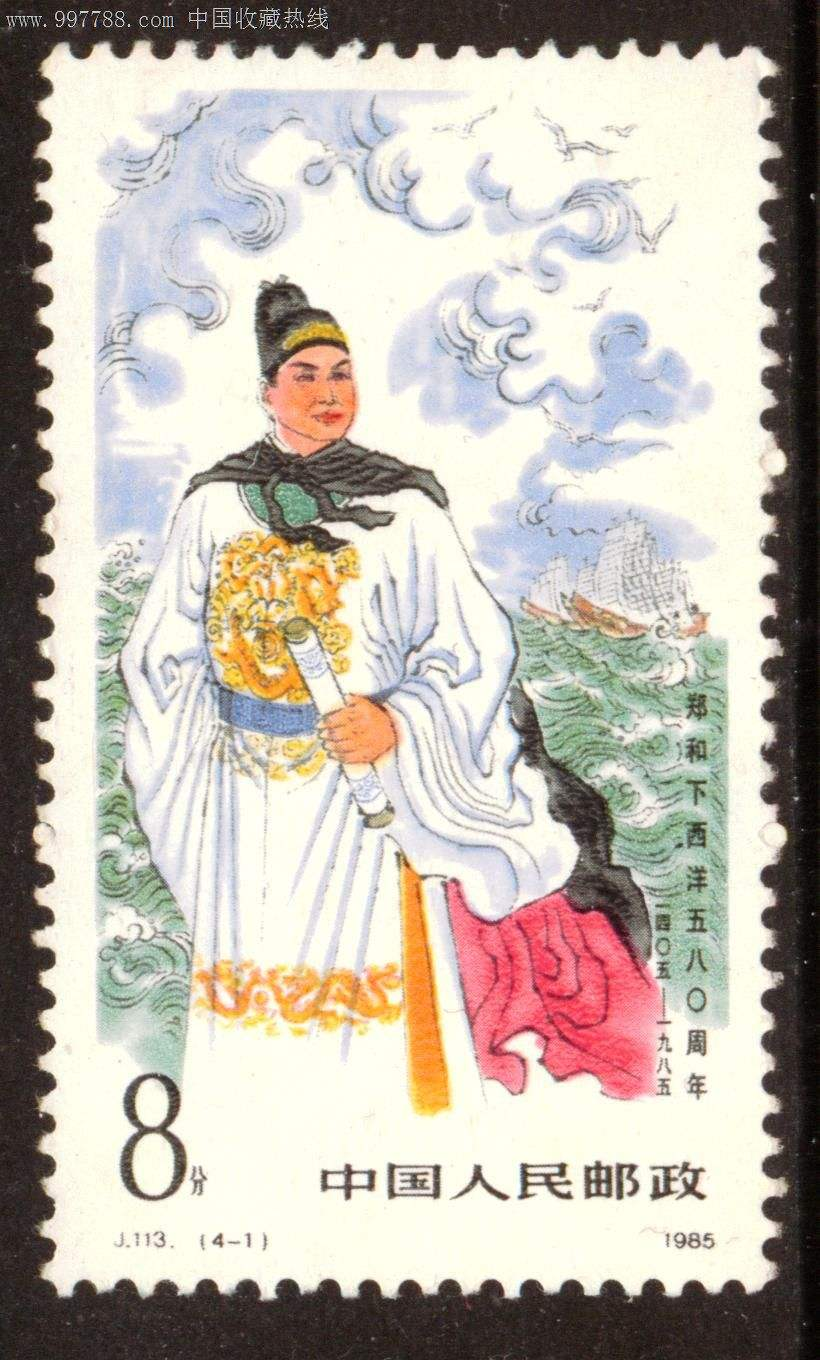 www.997788.com 中国收藏热线
郑和下西洋五八〇周年
一四〇五—一九八五
8分
中国人民邮政
J.113. (4-1)
1985